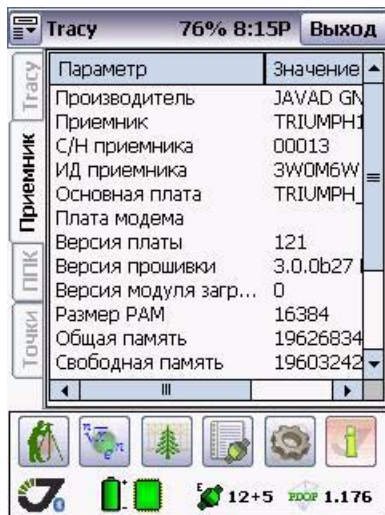 Tracy 76% 8:15P Выход
Параметр Значение
Производитель JAVAD GN
Приемник TRIUMPH1
С/Н приемника 00013
ИД приемника 3W0M6W
Основная плата TRIUMPH_
Плата модема
Версия платы 121
Версия прошивки 3.0.0b27
Версия модуля загр... 0
Размер РАМ 16384
Общая память 19626834
Свободная память 19603242
Tracy
Приемник
ППК
Точки
12+5 PDOP 1.176
0